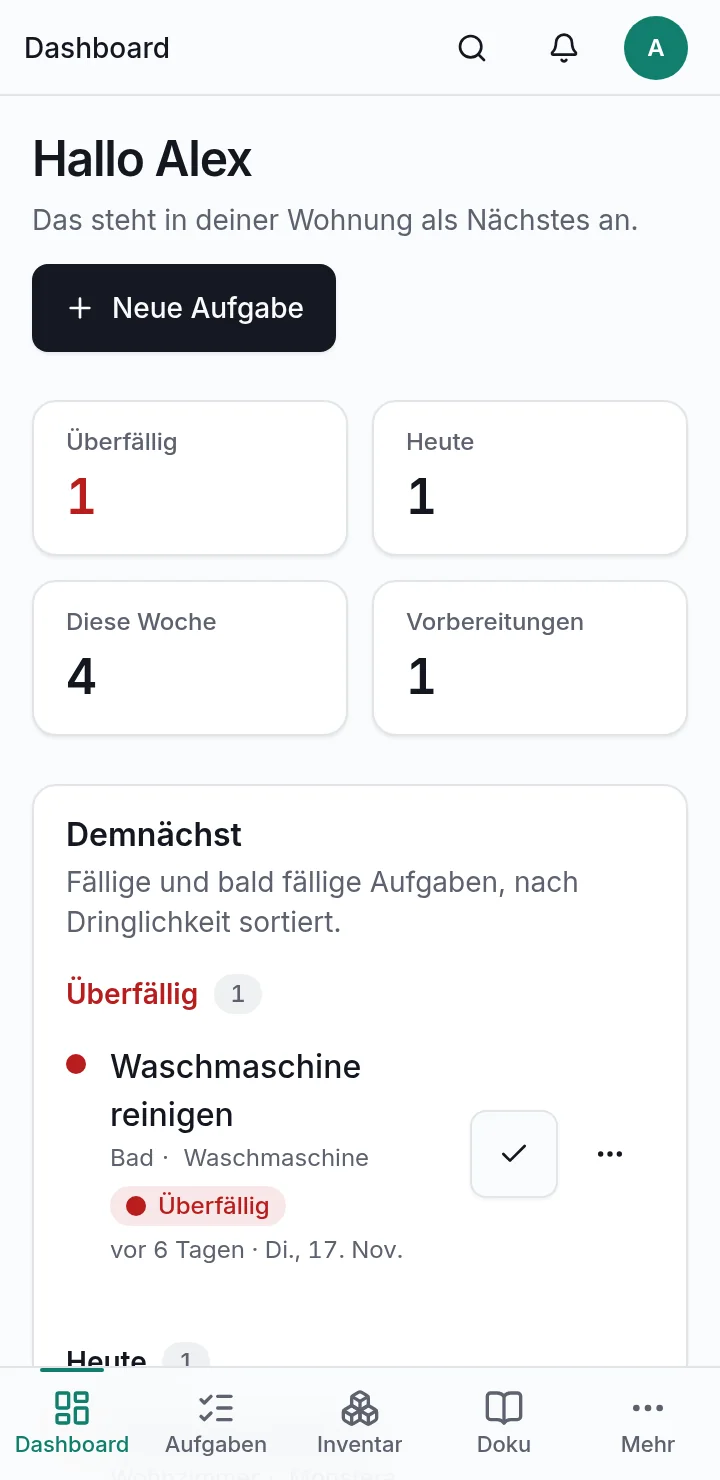 Dashboard
A
Hallo Alex
Das steht in deiner Wohnung als Nächstes an.
Neue Aufgabe
Überfällig
1
Heute
1
Diese Woche
4
Vorbereitungen
1
Demnächst
Fällige und bald fällige Aufgaben, nach
Dringlichkeit sortiert.
Überfällig 1
Waschmaschine
reinigen
Bad · Waschmaschine
Überfällig
vor 6 Tagen · Di., 17. Nov.
Heute 1
Dashboard
Aufgaben
Inventar
Doku
Mehr
Wohnzimmer · Monstera